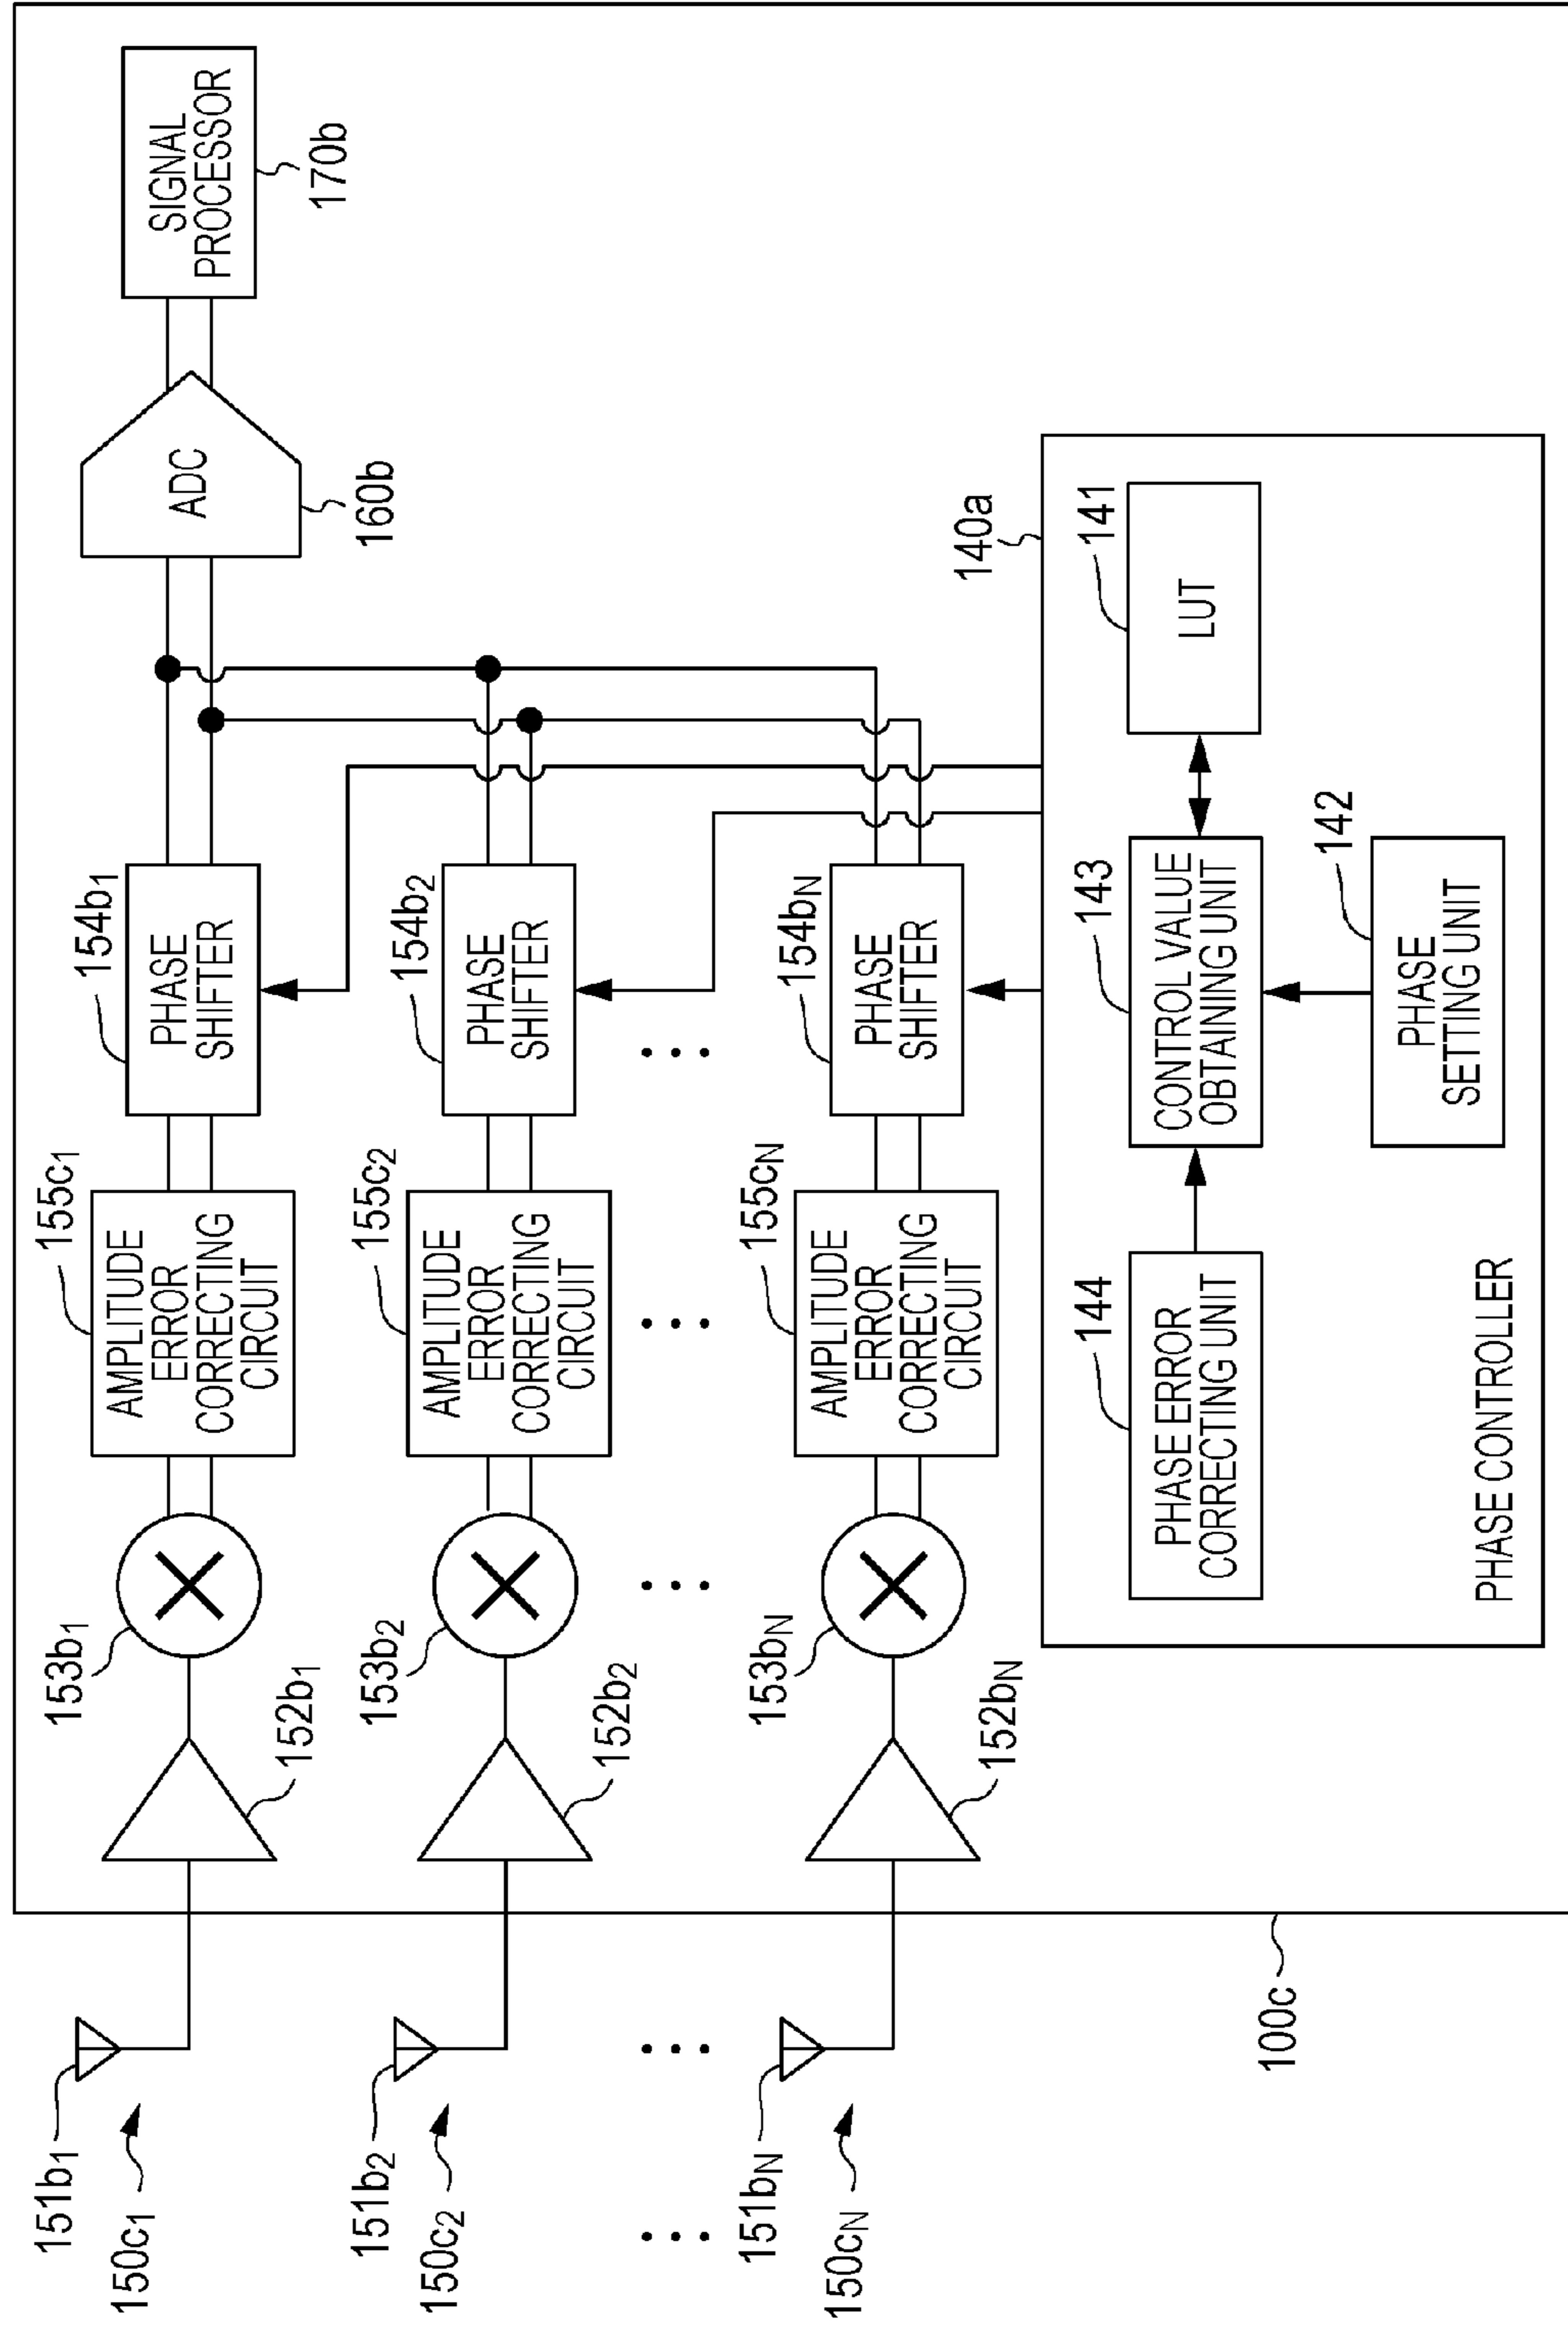 151b1
150c1
152b1
153b1
AMPLITUDE
ERROR
CORRECTING
CIRCUIT
155c1
PHASE
SHIFTER
154b1
ADC
160b
SIGNAL
PROCESSOR
170b
151b2
150c2
152b2
153b2
AMPLITUDE
ERROR
CORRECTING
CIRCUIT
155c2
PHASE
SHIFTER
154b2
...
...
...
...
...
151bN
150cN
152bN
153bN
AMPLITUDE
ERROR
CORRECTING
CIRCUIT
155cN
PHASE
SHIFTER
154bN
140a
144
PHASE ERROR
CORRECTING UNIT
143
CONTROL VALUE
OBTAINING UNIT
141
LUT
142
PHASE
SETTING UNIT
PHASE CONTROLLER
100c